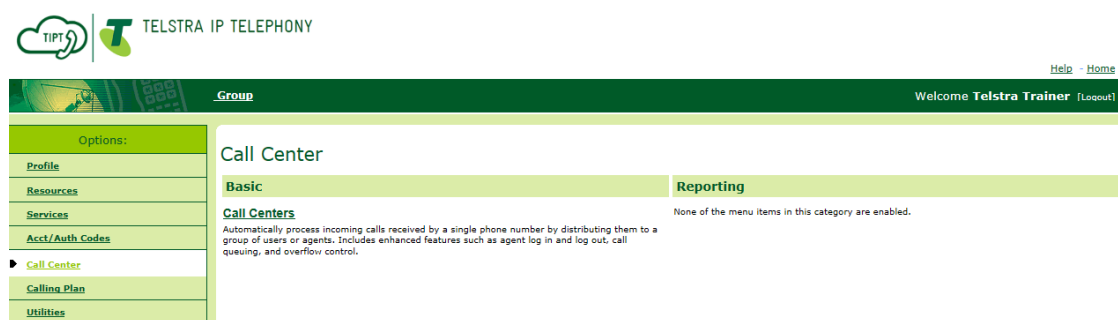 TIPT
TELSTRA IP TELEPHONY
Help - Home
Group
Welcome Telstra Trainer [Logout]
Options:
Profile
Resources
Services
Acct/Auth Codes
Call Center
Calling Plan
Utilities
Call Center
Basic
Call Centers
Automatically process incoming calls received by a single phone number by distributing them to a
group of users or agents. Includes enhanced features such as agent log in and log out, call
queuing, and overflow control.
Reporting
None of the menu items in this category are enabled.